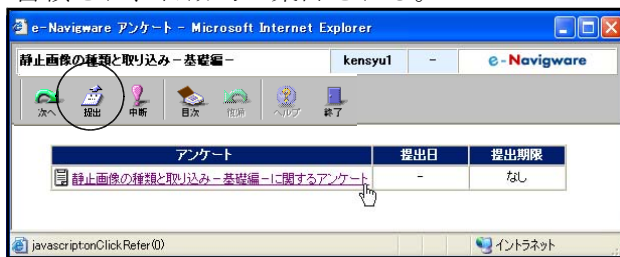 e-Navigware アンケート - Microsoft Internet Explorer
静止画像の種類と取り込み－基礎編－ kensyu1 - e-Navigware
次へ 提出 中断 目次 復帰 ヘルプ 終了
アンケート 提出日 提出期限
静止画像の種類と取り込み－基礎編－に関するアンケート - なし
javascriptonClickRefer(0) イントラネット